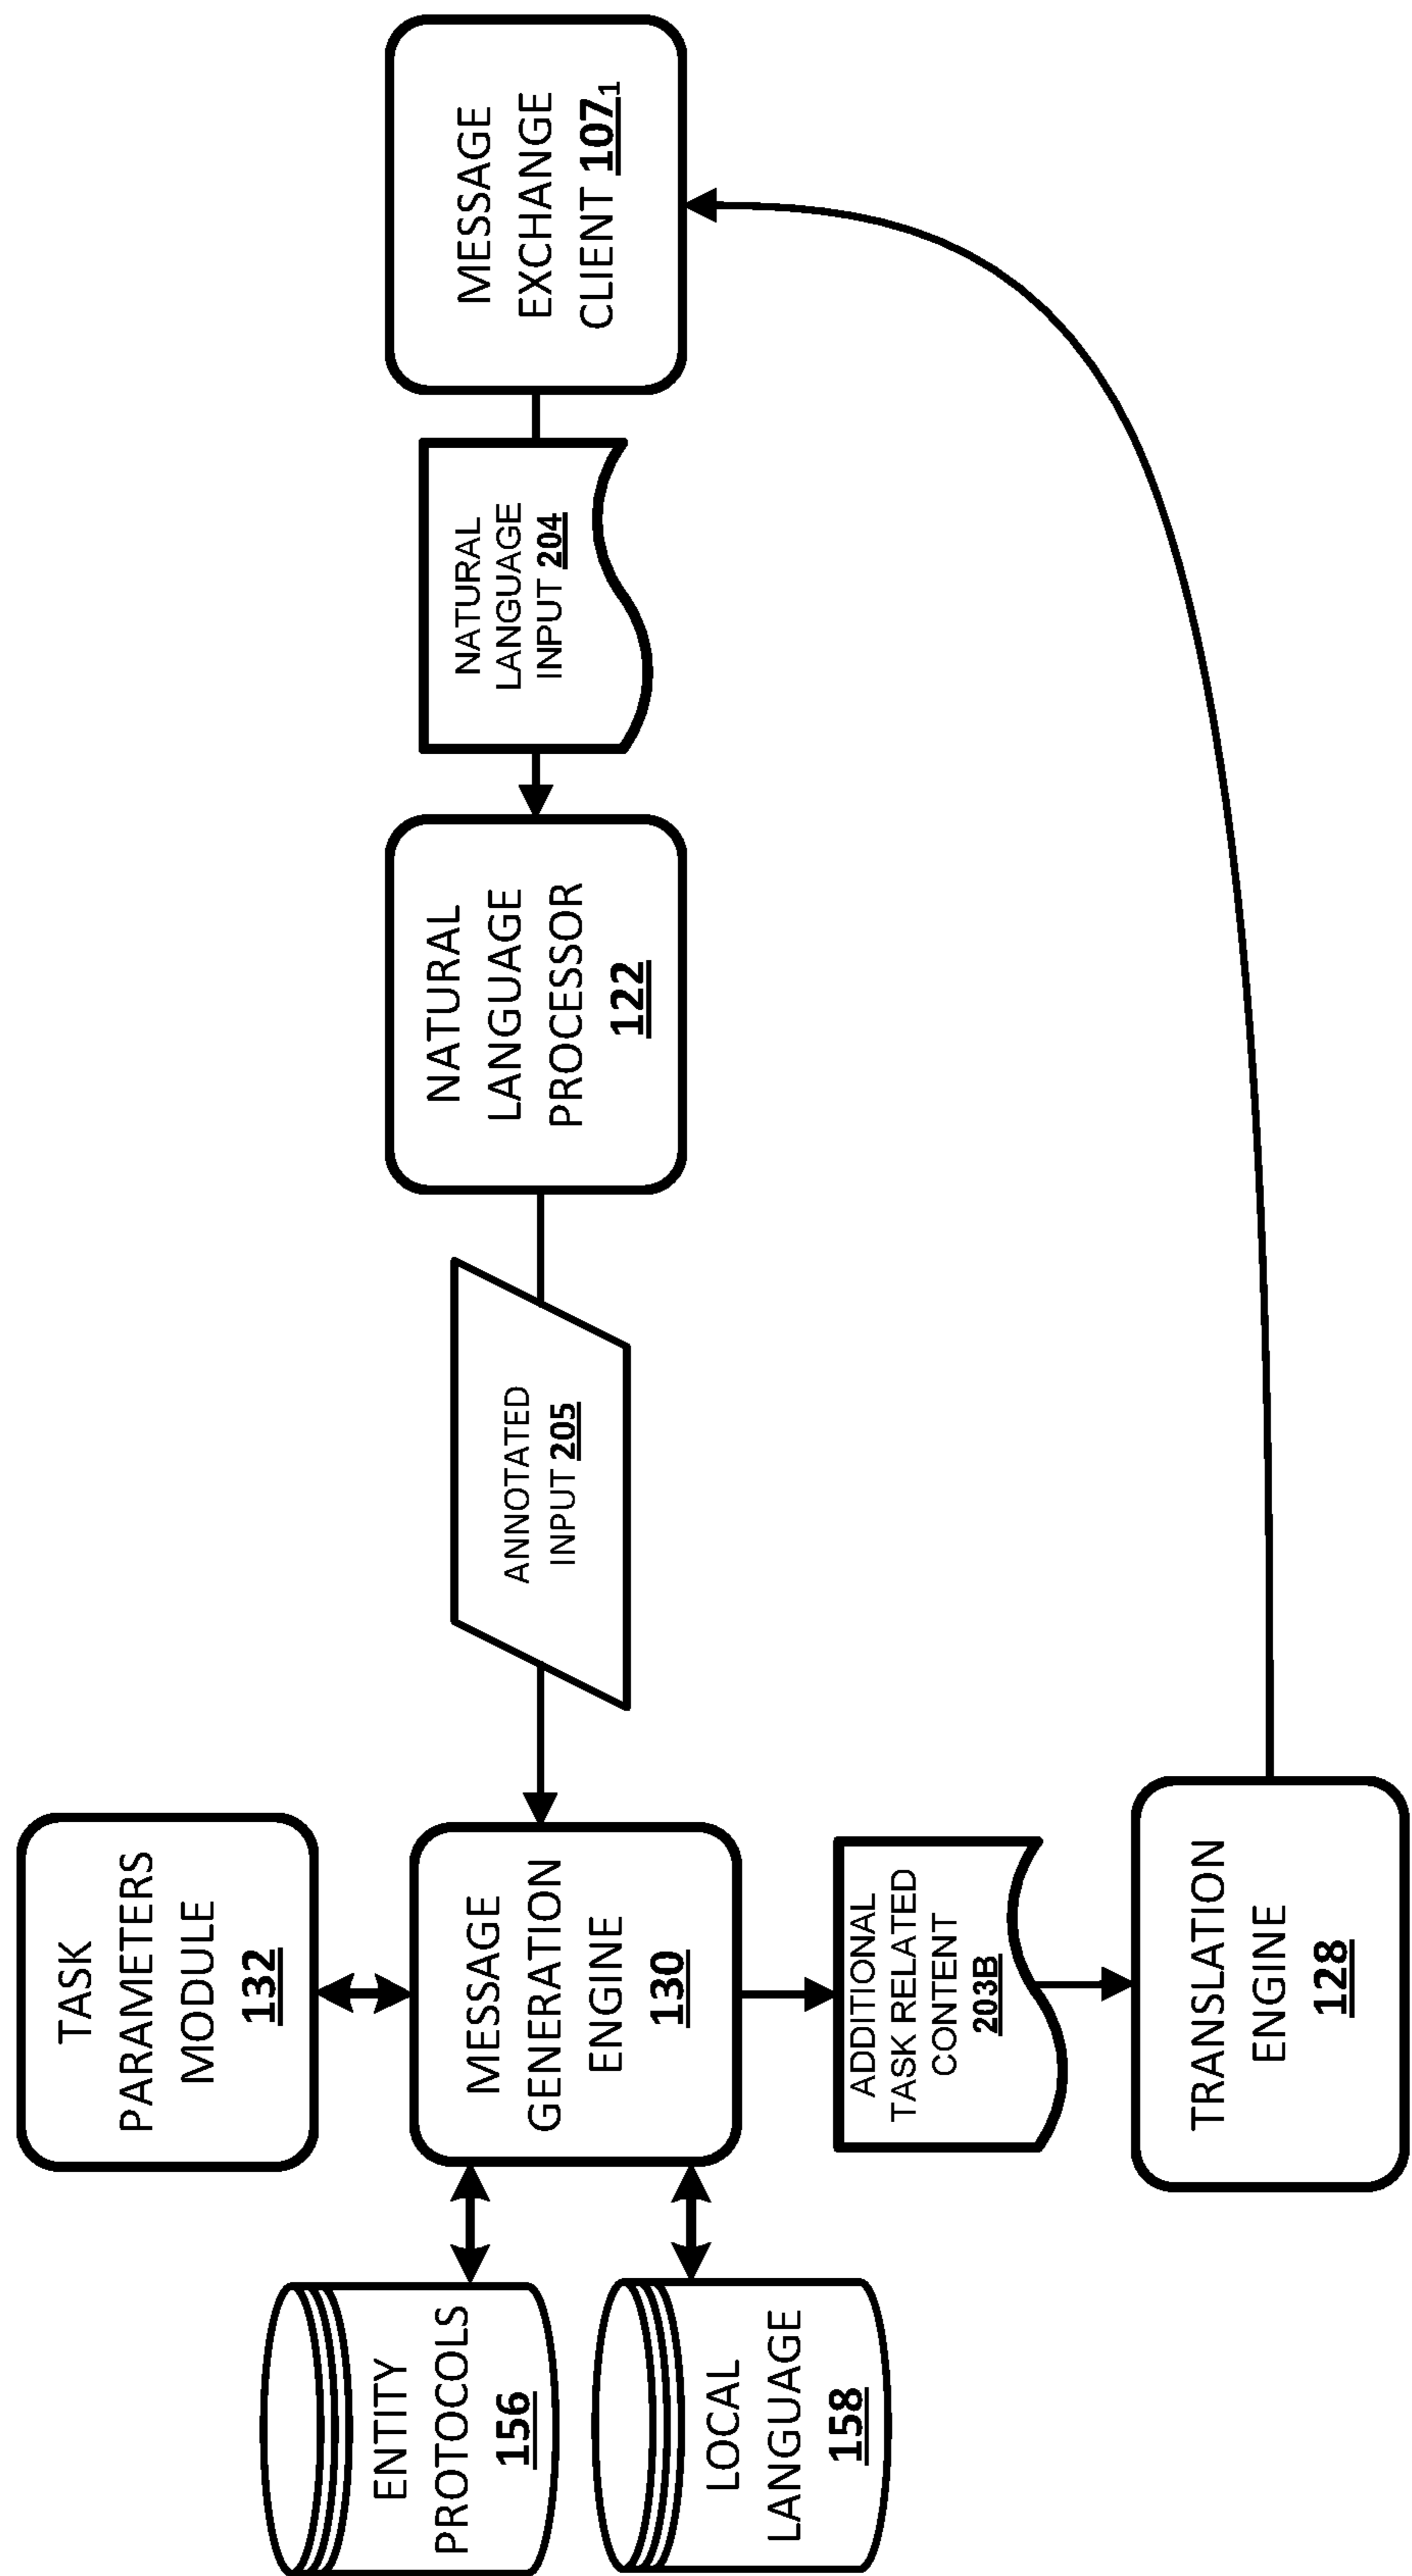 TASK
PARAMETERS
MODULE
132
ENTITY
PROTOCOLS
156
LOCAL
LANGUAGE
158
MESSAGE
GENERATION
ENGINE
130
ANNOTATED
INPUT 205
NATURAL
LANGUAGE
PROCESSOR
122
NATURAL
LANGUAGE
INPUT 204
MESSAGE
EXCHANGE
CLIENT 107₁
ADDITIONAL
TASK RELATED
CONTENT
203B
TRANSLATION
ENGINE
128